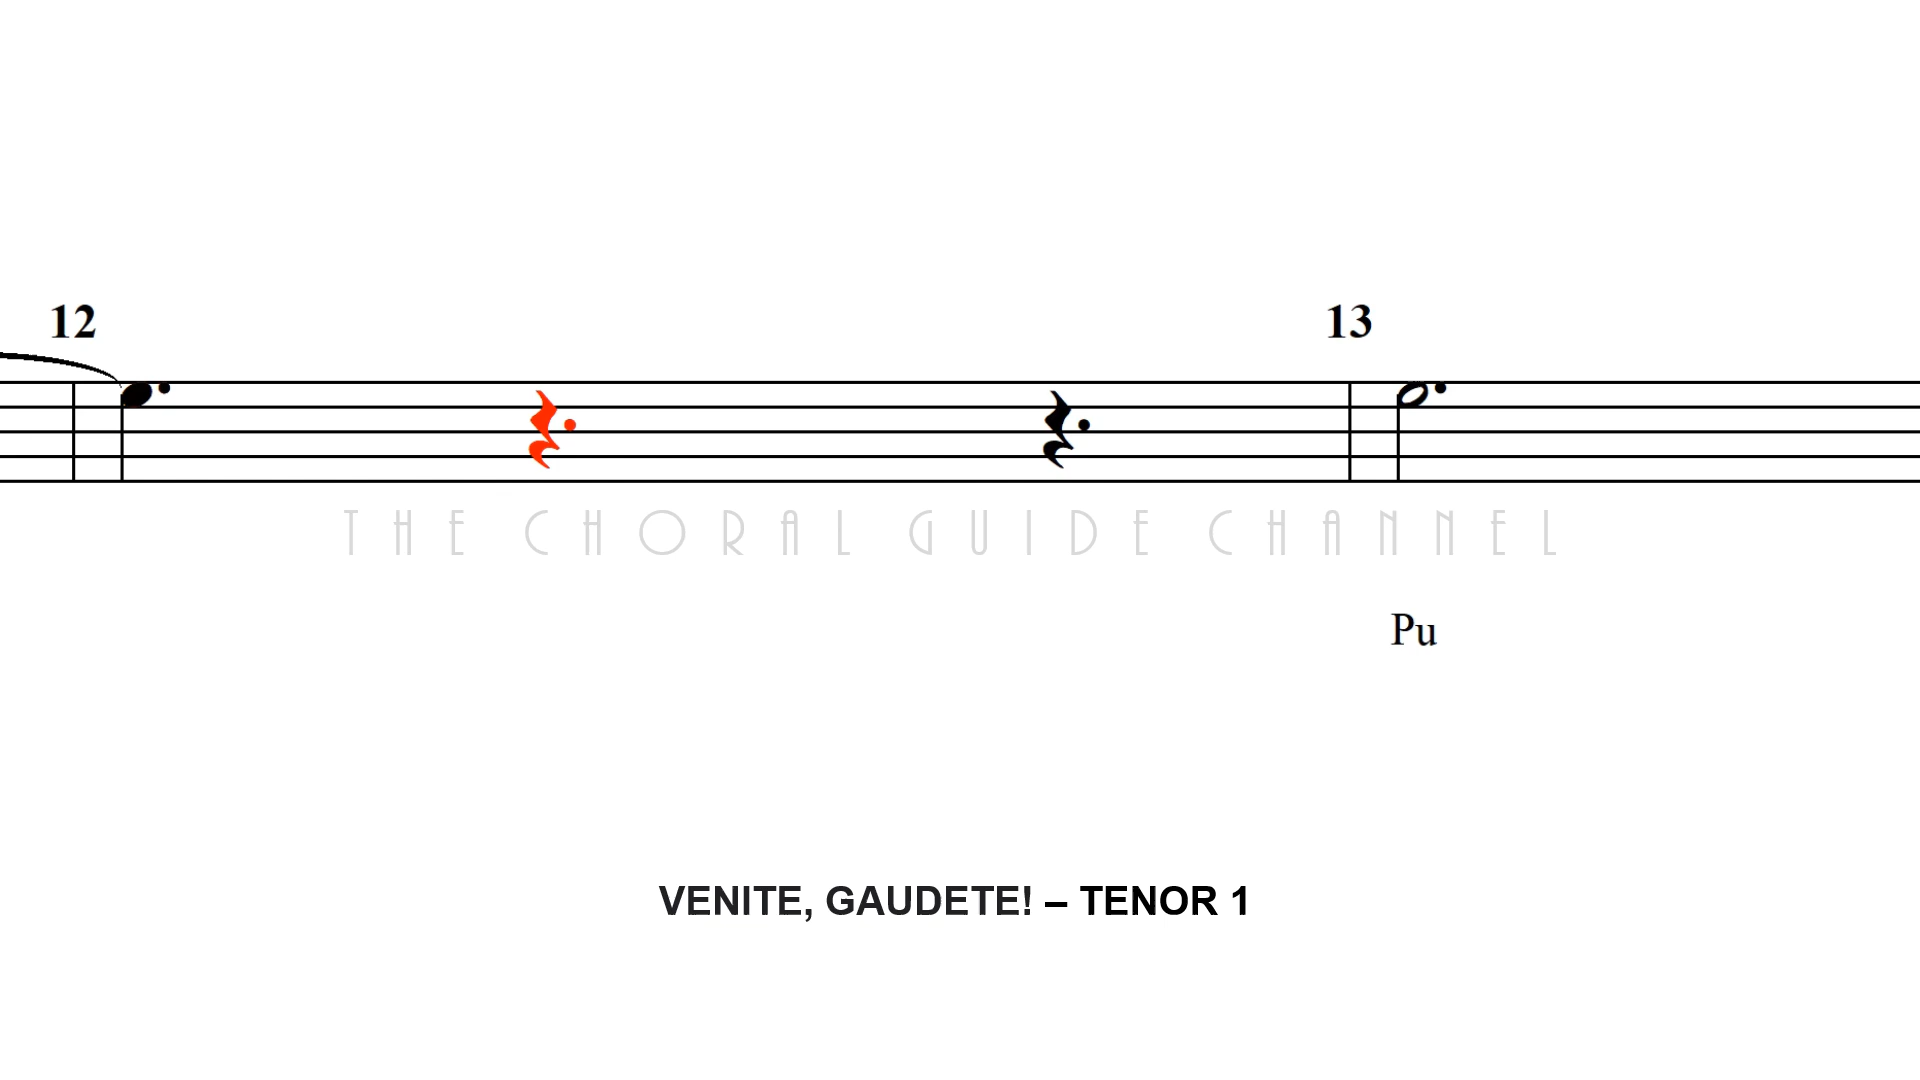 12 13
THE CHORAL GUIDE CHANNEL
Pu
VENITE, GAUDETE! – TENOR 1